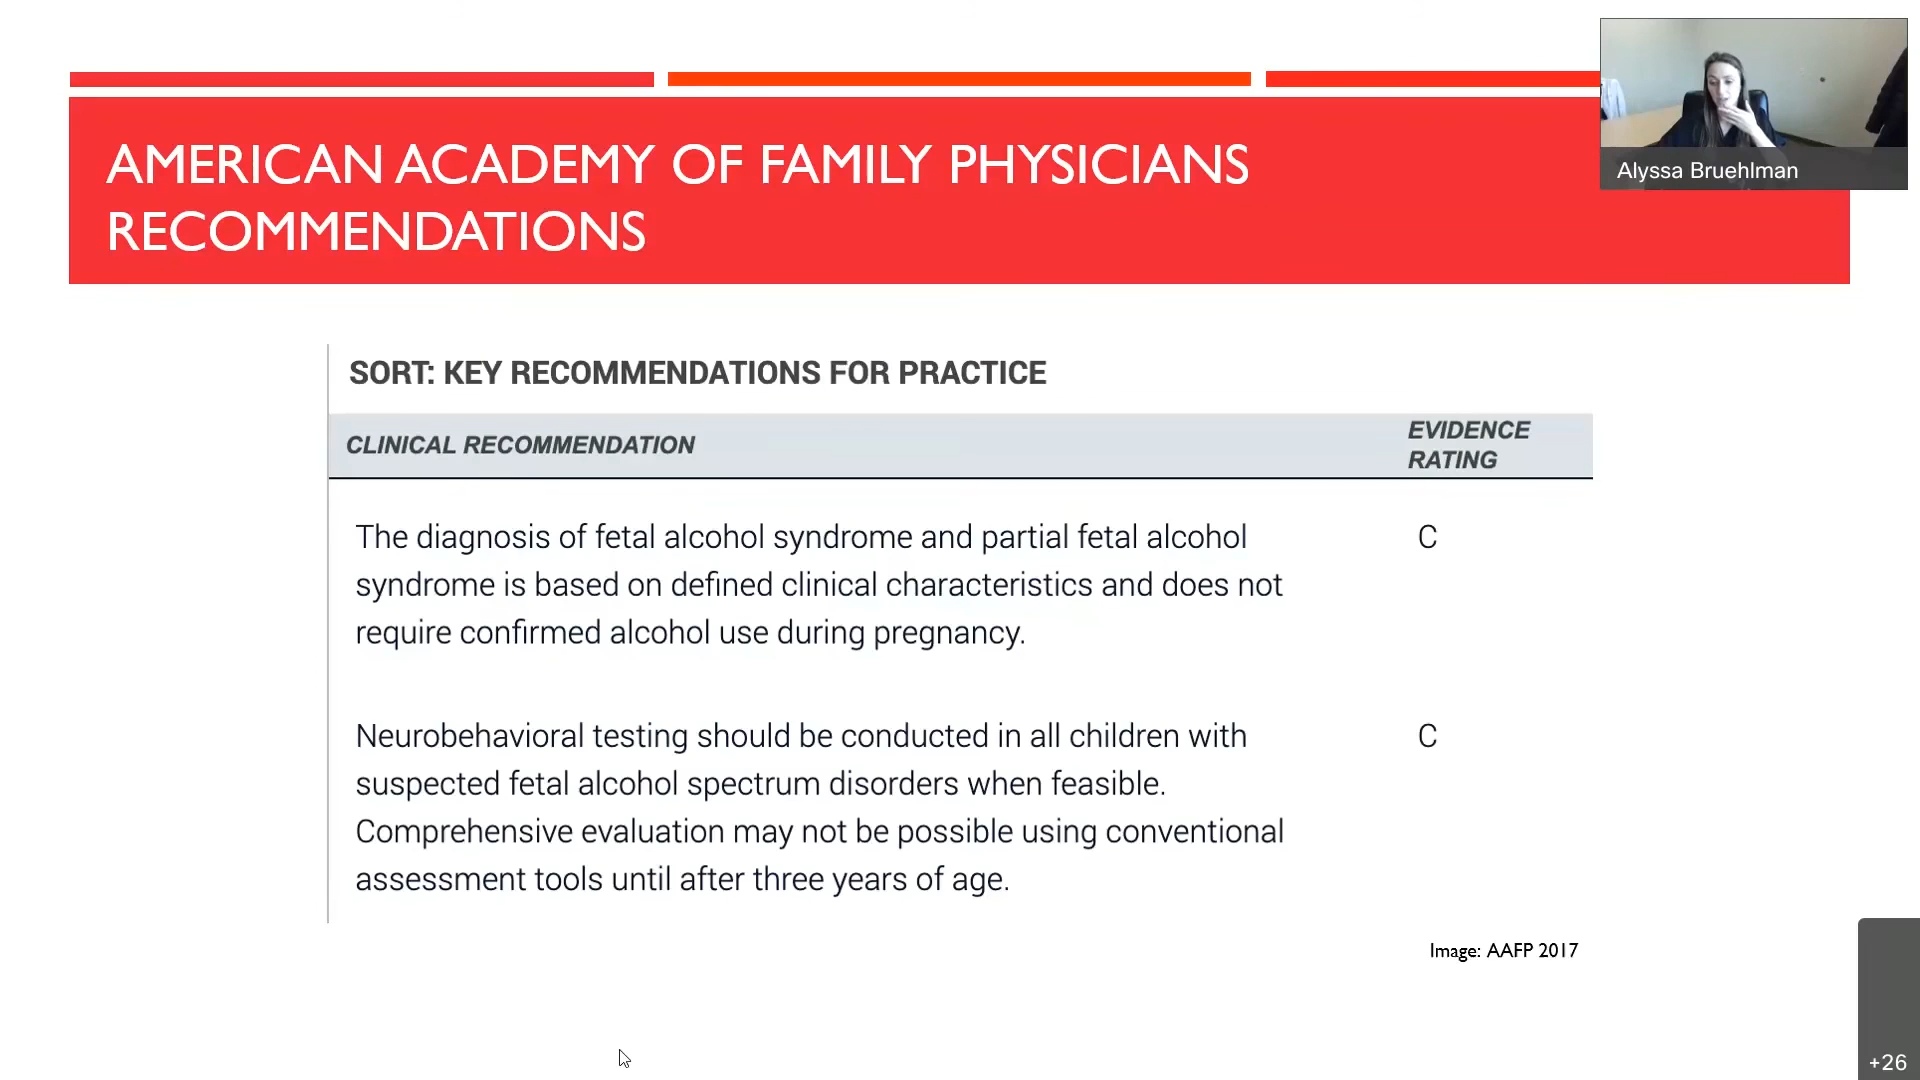 AMERICAN ACADEMY OF FAMILY PHYSICIANS
RECOMMENDATIONS
Alyssa Bruehlman
SORT: KEY RECOMMENDATIONS FOR PRACTICE
CLINICAL RECOMMENDATION
EVIDENCE
RATING
The diagnosis of fetal alcohol syndrome and partial fetal alcohol
syndrome is based on defined clinical characteristics and does not
require confirmed alcohol use during pregnancy.
C
Neurobehavioral testing should be conducted in all children with
suspected fetal alcohol spectrum disorders when feasible.
Comprehensive evaluation may not be possible using conventional
assessment tools until after three years of age.
C
Image: AAFP 2017
+26